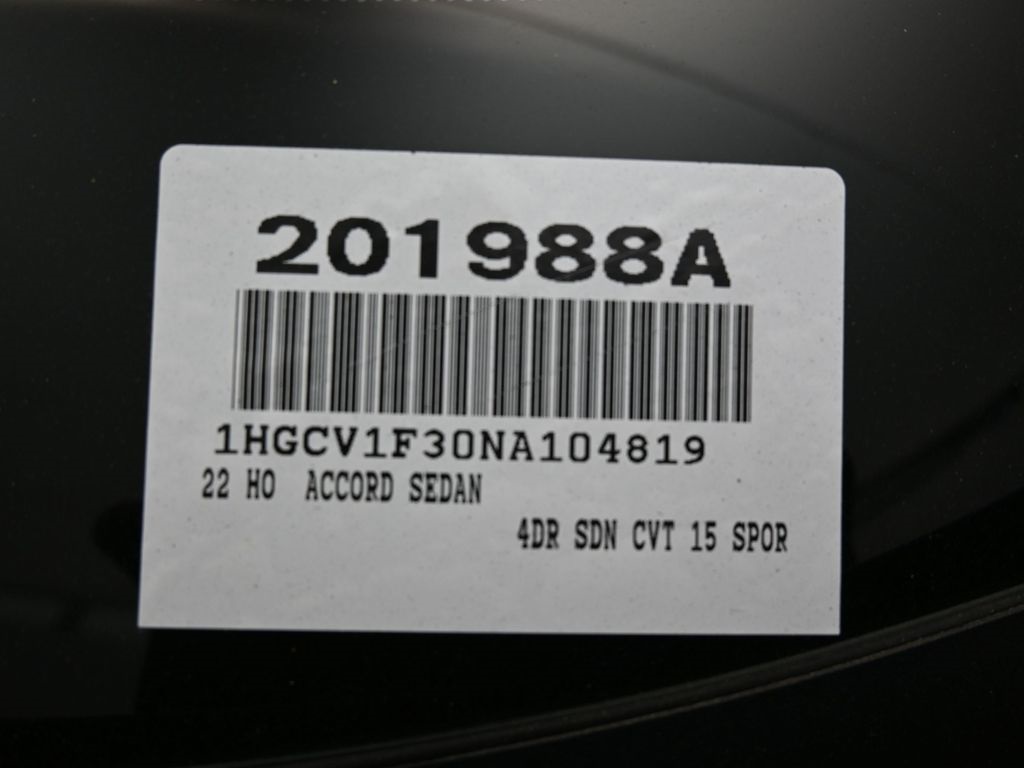 201988A
1HGCV1F30NA104819
22 HO ACCORD SEDAN
4DR SDN CVT 15 SPOR